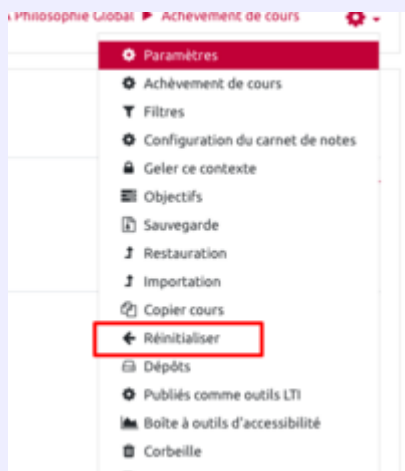 Philosophie Global ▶ Achèvement de cours
Paramètres
Achèvement de cours
Filtres
Configuration du carnet de notes
Geler ce contexte
Objectifs
Sauvegarde
Restauration
Importation
Copier cours
Réinitialiser
Dépôts
Publiés comme outils LTI
Boîte à outils d'accessibilité
Corbeille